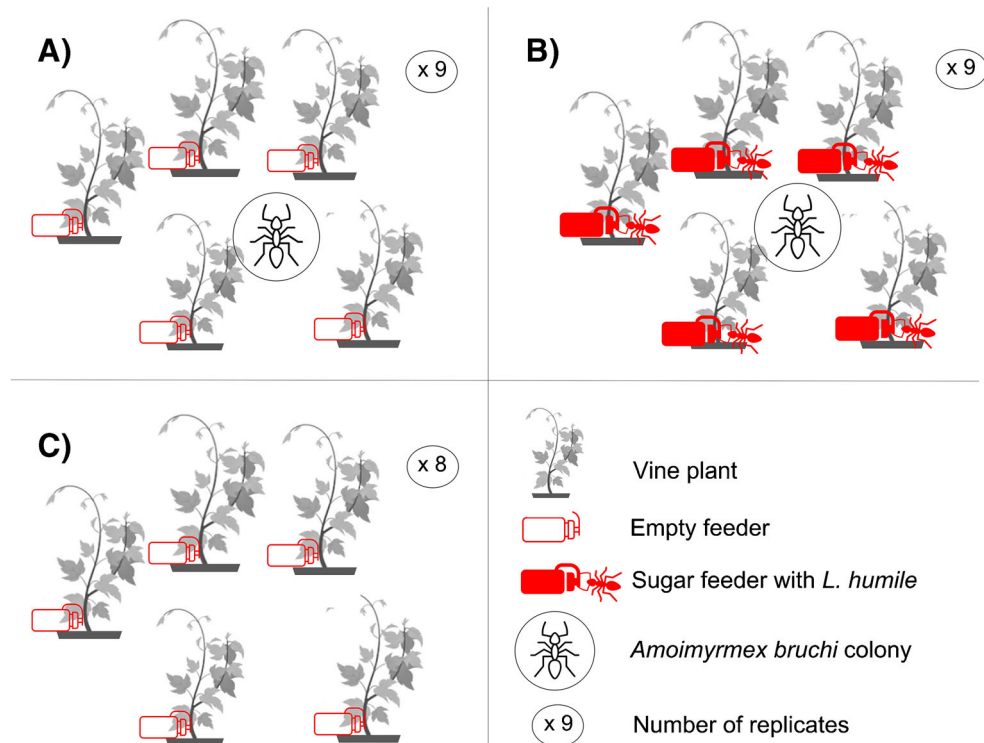 A)
x 9
B)
x 9
C)
x 8
Vine plant
Empty feeder
Sugar feeder with L. humile
Amoimyrmex bruchi colony
x 9
Number of replicates